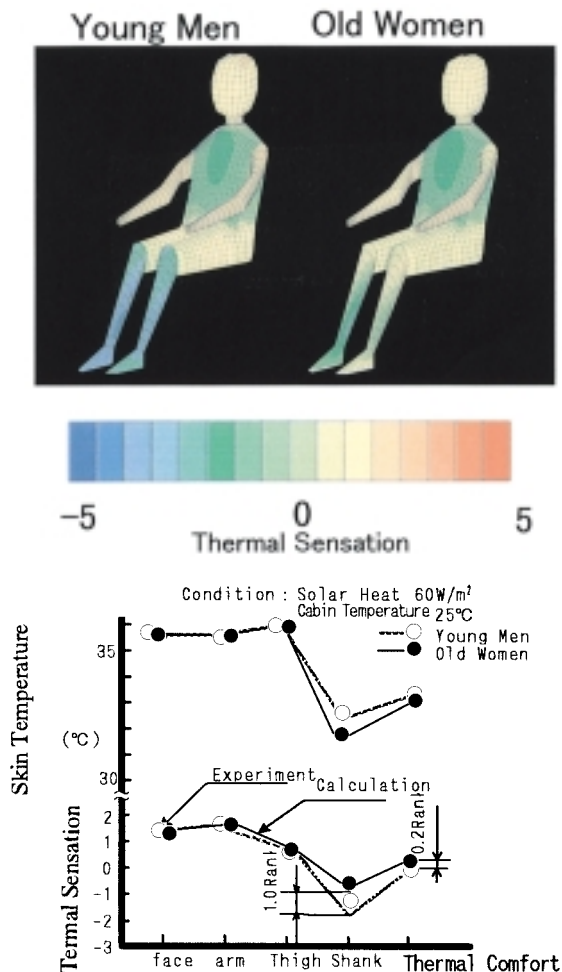 Young Men Old Women
-5 0 5
Thermal Sensation
Condition : Solar Heat 60W/m²
Cabin Temperature 25℃
Young Men
Old Women
Skin Temperature
(℃)
35
30
Experiment
Calculation
Termal Sensation
2
1
0
-1
-2
-3
1.0Rank
0.2Rank
face arm Thigh Shank Thermal Comfort